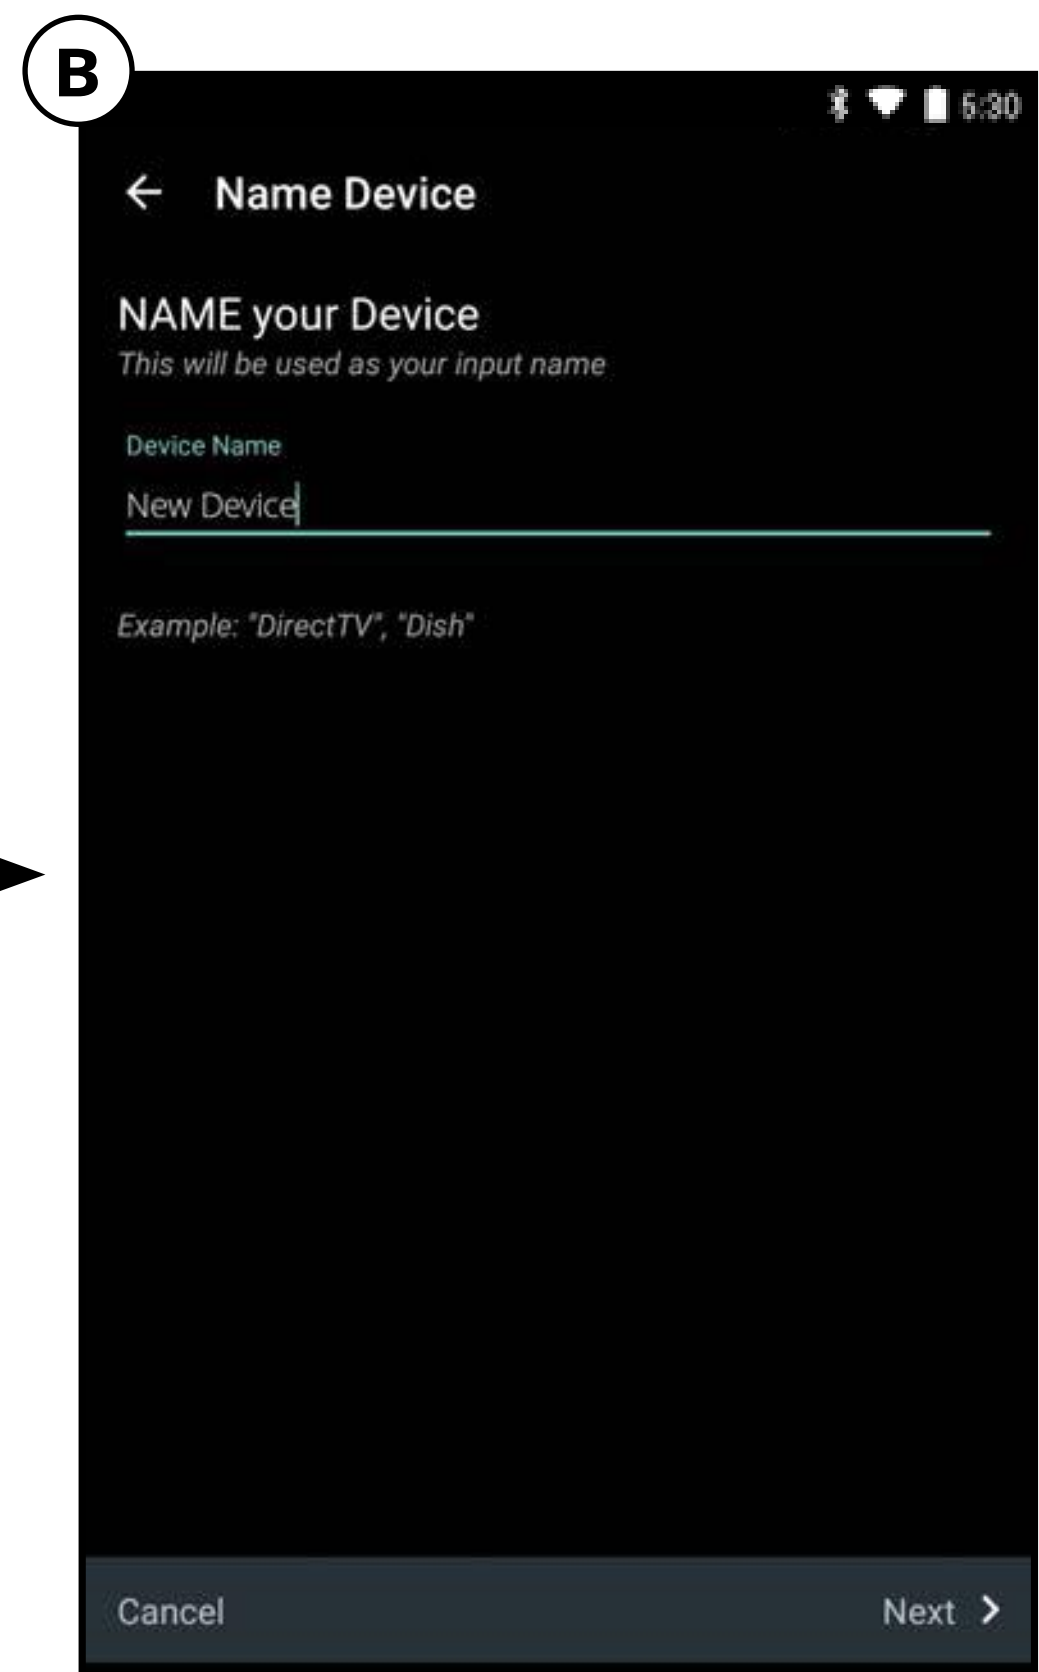 B
5:30
Name Device
NAME your Device
This will be used as your input name
Device Name
New Device
Example: "DirectTV", "Dish"
Cancel
Next